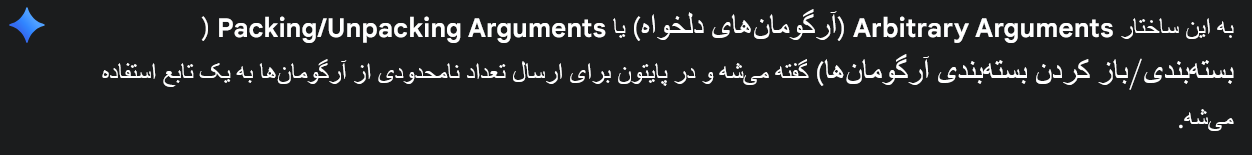 به این ساختار Arbitrary Arguments (آرگومان‌های دلخواه) یا Packing/Unpacking Arguments (
بسته‌بندی/باز کردن بسته‌بندی آرگومان‌ها) گفته می‌شه و در پایتون برای ارسال تعداد نامحدودی از آرگومان‌ها به یک تابع استفاده
می‌شه.